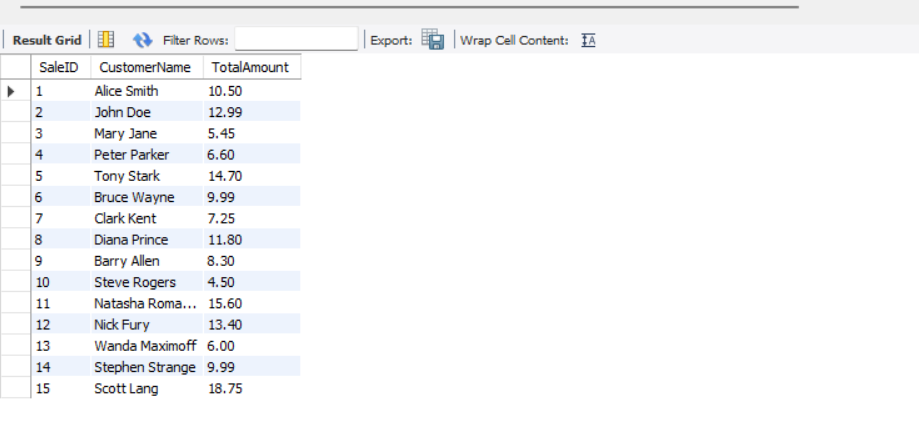 Result Grid Filter Rows: Export: Wrap Cell Content: IA
SaleID CustomerName TotalAmount
1 Alice Smith 10.50
2 John Doe 12.99
3 Mary Jane 5.45
4 Peter Parker 6.60
5 Tony Stark 14.70
6 Bruce Wayne 9.99
7 Clark Kent 7.25
8 Diana Prince 11.80
9 Barry Allen 8.30
10 Steve Rogers 4.50
11 Natasha Roma... 15.60
12 Nick Fury 13.40
13 Wanda Maximoff 6.00
14 Stephen Strange 9.99
15 Scott Lang 18.75